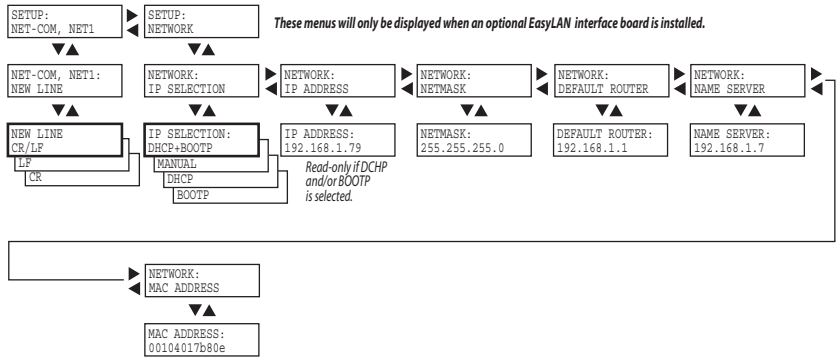 SETUP:
NET-COM, NET1
SETUP:
NETWORK
These menus will only be displayed when an optional EasyLAN interface board is installed.
NET-COM, NET1:
NEW LINE
NETWORK:
IP SELECTION
NETWORK:
IP ADDRESS
NETWORK:
NETMASK
NETWORK:
DEFAULT ROUTER
NETWORK:
NAME SERVER
NEW LINE
CR/LF
LF
CR
IP SELECTION:
DHCP+BOOTP
MANUAL
DHCP
BOOTP
IP ADDRESS:
192.168.1.79
Read-only if DCHP
and/or BOOTP
is selected.
NETMASK:
255.255.255.0
DEFAULT ROUTER:
192.168.1.1
NAME SERVER:
192.168.1.7
NETWORK:
MAC ADDRESS
MAC ADDRESS:
00104017b80e